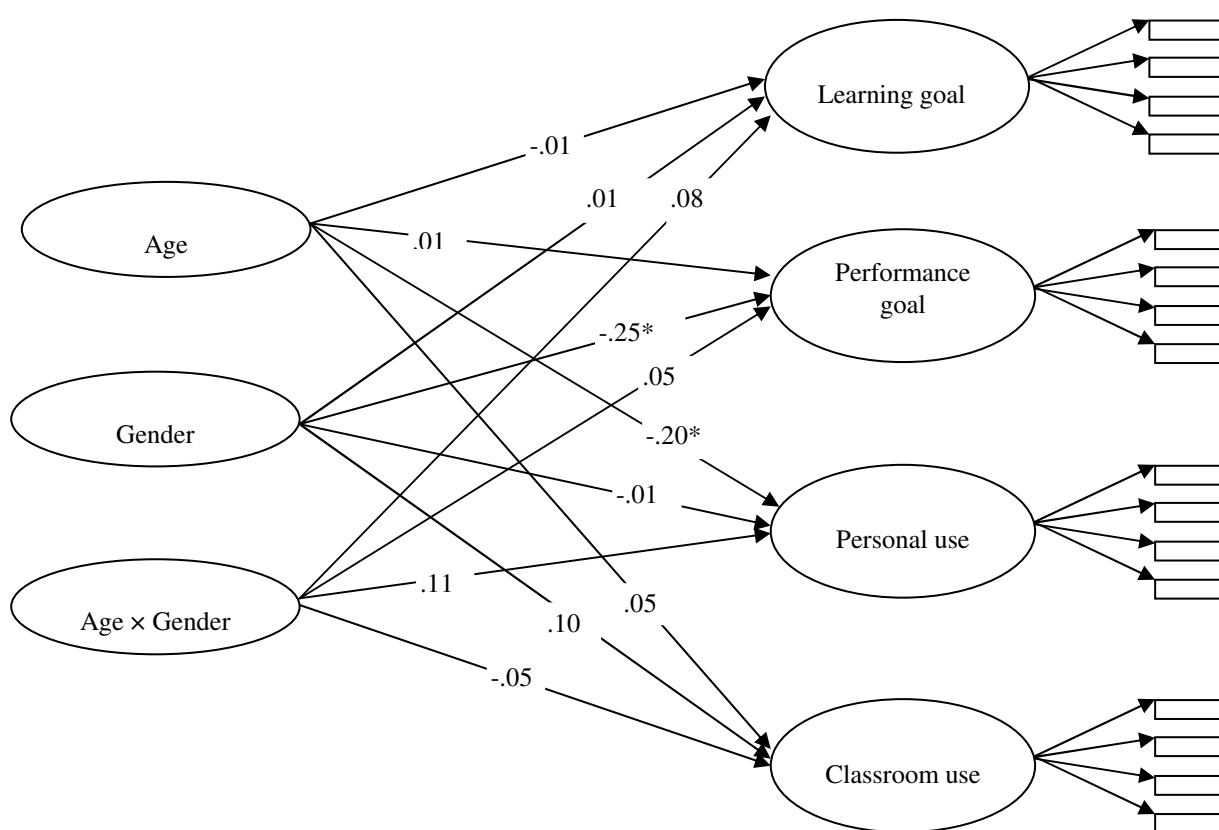 Learning goal
-.01
.01
.08
Age
.01
Performance
goal
-.25*
.05
Gender
-.20*
-.01
Personal use
.11
.05
Age × Gender
.10
-.05
Classroom use